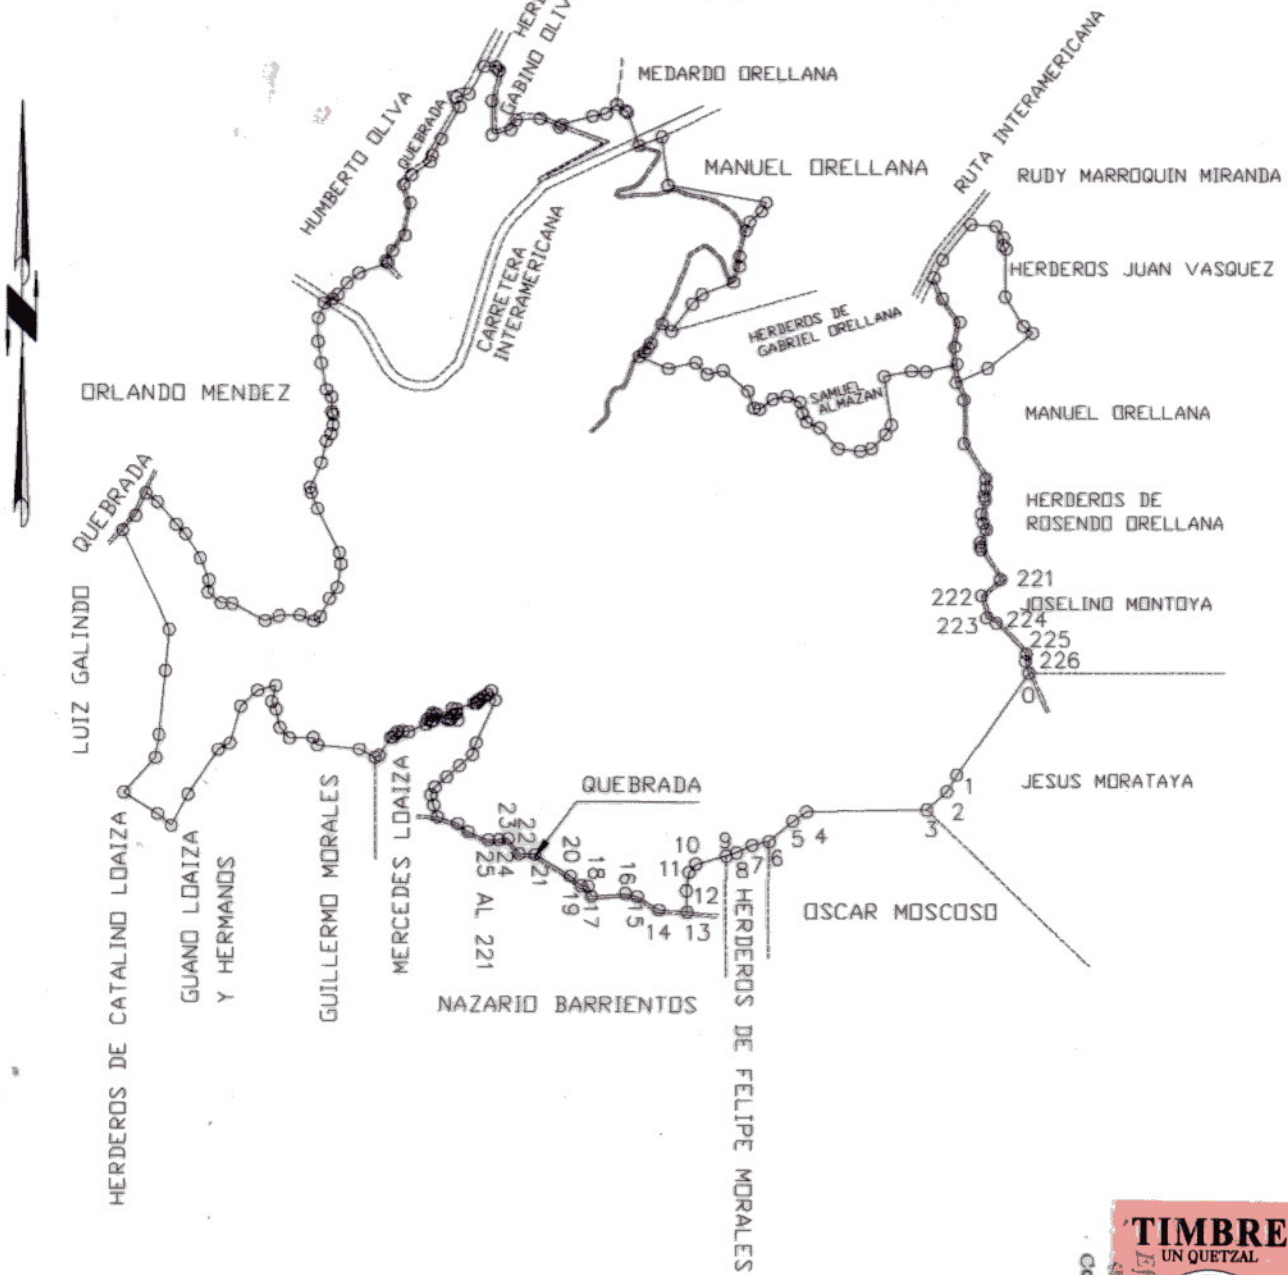 GABINO OLIV
MEDARDO ORELLANA
HUMBERTO OLIVA
QUEBRADA
MANUEL ORELLANA
RUTA INTERAMERICANA
RUDY MARROQUIN MIRANDA
HERDEROS JUAN VASQUEZ
CARRETERA
INTERAMERICANA
HERDEROS DE
GABRIEL ORELLANA
SAMUEL
ALMAZAN
ORLANDO MENDEZ
MANUEL ORELLANA
QUEBRADA
HERDEROS DE
ROSENDO ORELLANA
221
222
JOSELINO MONTOYA
223
224
225
226
0
LUIZ GALINDO
JESUS MORATAYA
1
2
3
4
5
6
7
8
9
10
11
12
13
14
15
16
17
18
19
20
21
22
23
24
25 AL 221
QUEBRADA
OSCAR MOSCOSO
HERDEROS DE FELIPE MORALES
NAZARIO BARRIENTOS
MERCEDES LOAIZA
GUILLERMO MORALES
GUANO LOAIZA
Y HERMANOS
HERDEROS DE CATALINO LOAIZA
TIMBRE
UN QUETZAL